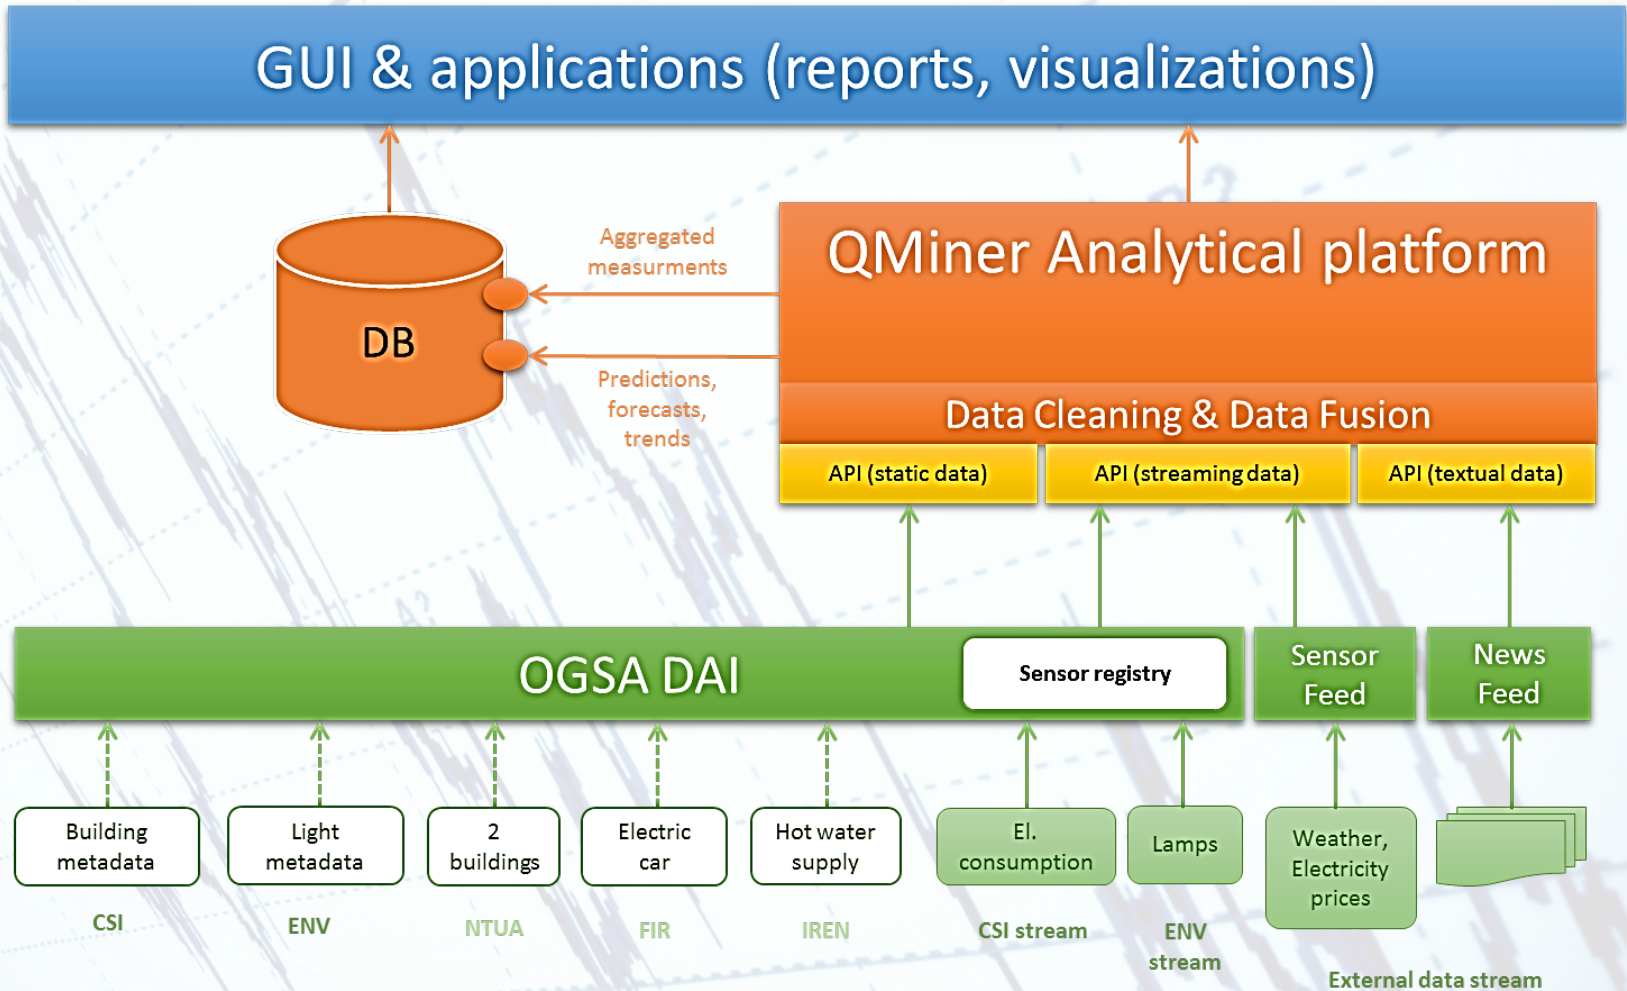 GUI & applications (reports, visualizations)
Aggregated
measurments
QMiner Analytical platform
DB
Predictions,
forecasts,
trends
Data Cleaning & Data Fusion
API (static data)
API (streaming data)
API (textual data)
OGSA DAI
Sensor registry
Sensor
Feed
News
Feed
Building
metadata
Light
metadata
2
buildings
Electric
car
Hot water
supply
El.
consumption
Lamps
Weather,
Electricity
prices
CSI
ENV
NTUA
FIR
IREN
CSI stream
ENV
stream
External data stream